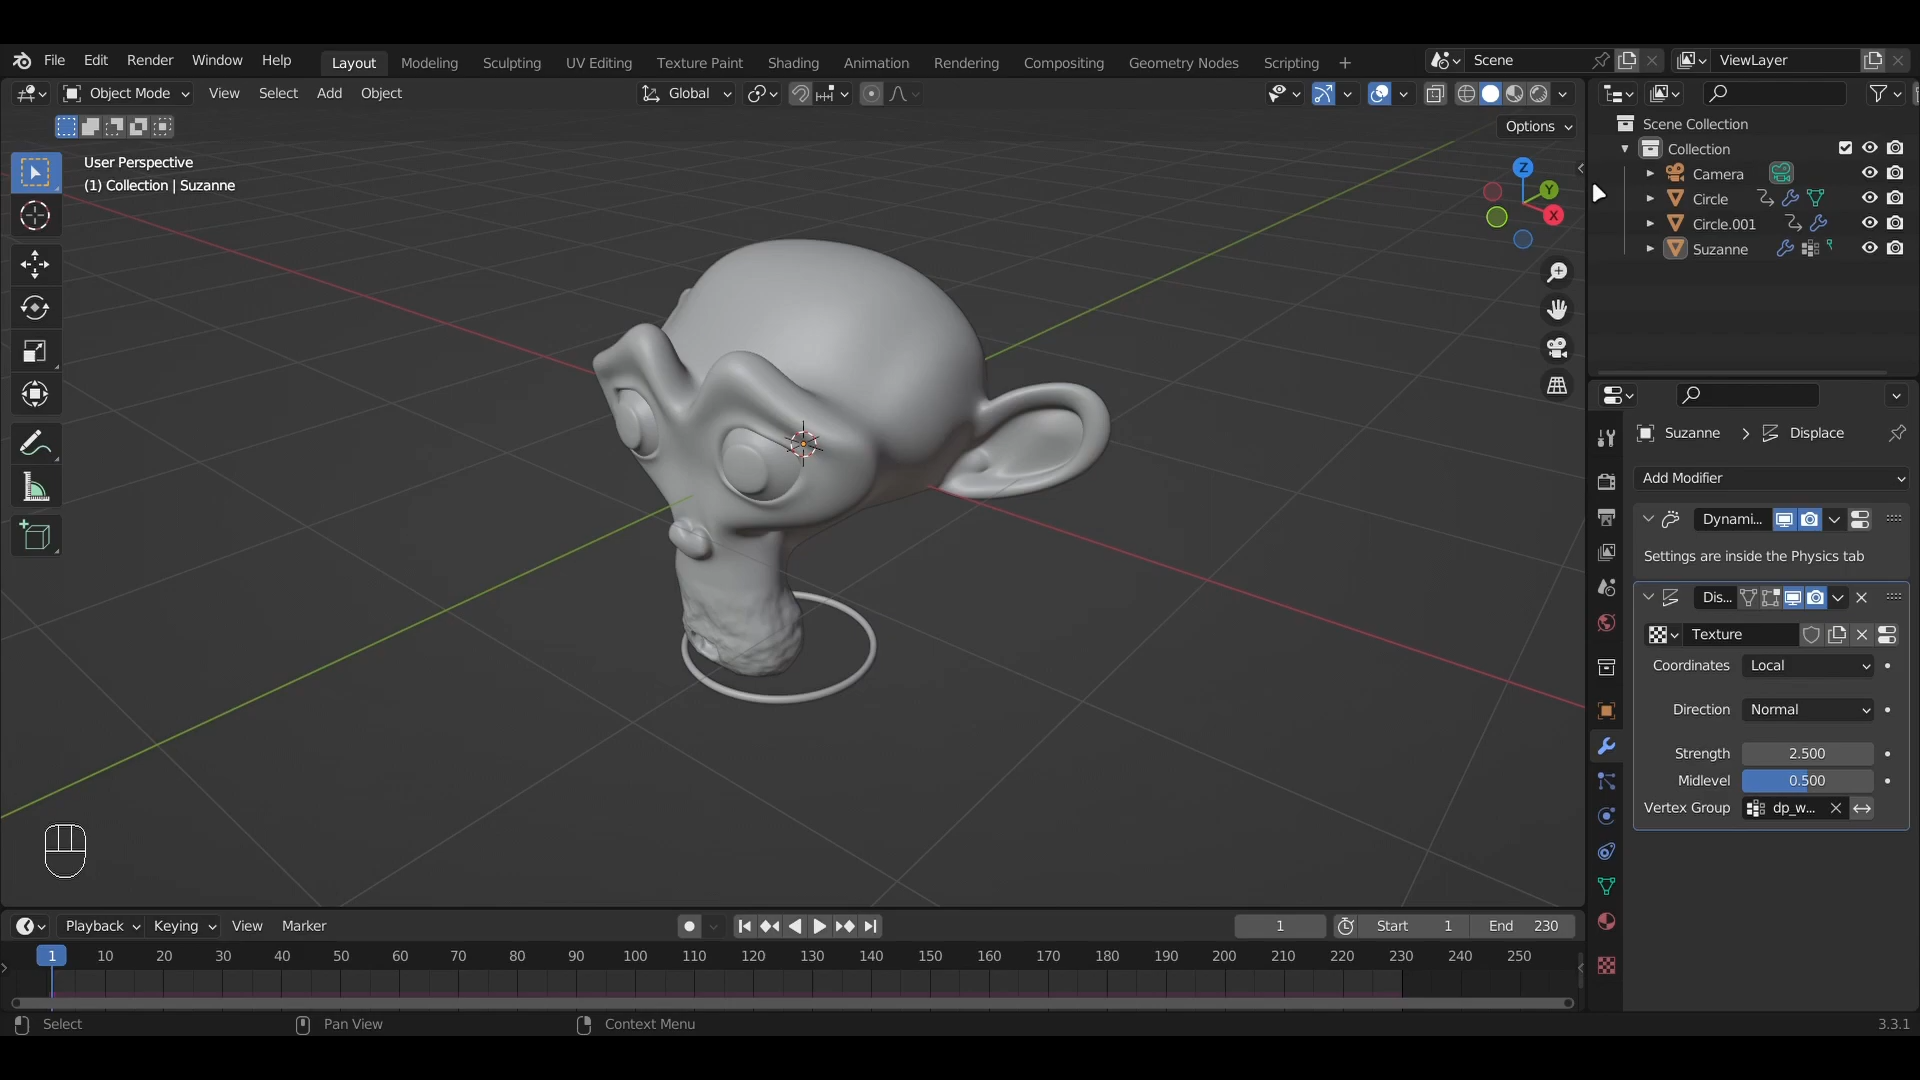 File Edit Render Window Help Layout Modeling Sculpting UV Editing Texture Paint Shading Animation Rendering Compositing Geometry Nodes Scripting + Scene ViewLayer
Object Mode View Select Add Object Global
Options
User Perspective
(1) Collection | Suzanne
Z
Y
X
Scene Collection
Collection
Camera
Circle
Circle.001
Suzanne
Suzanne > Displace
Add Modifier
Dynami...
Settings are inside the Physics tab
Dis...
Texture
Coordinates Local
Direction Normal
Strength 2.500
Midlevel 0.500
Vertex Group dp_w...
Playback Keying View Marker 1 Start 1 End 230
1 10 20 30 40 50 60 70 80 90 100 110 120 130 140 150 160 170 180 190 200 210 220 230 240 250
Select Pan View Context Menu 3.3.1